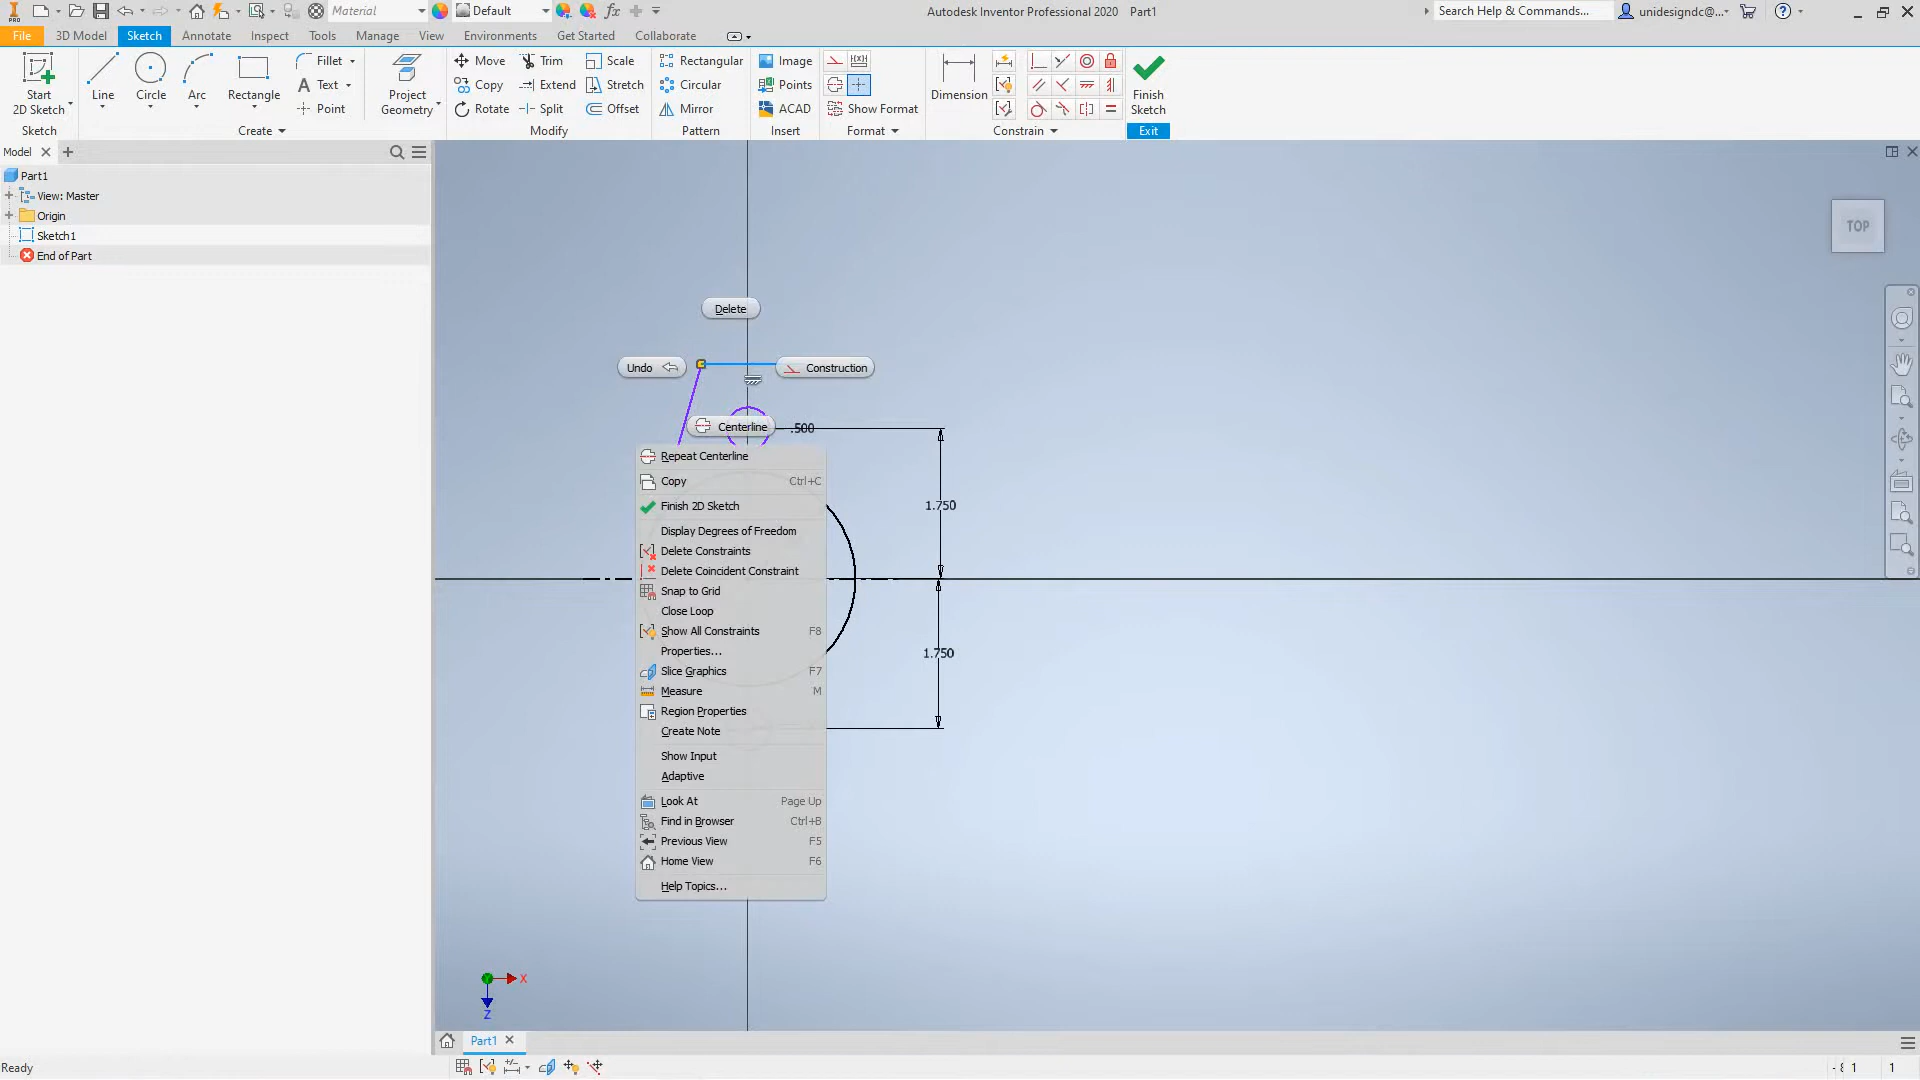 Material
Default
Autodesk Inventor Professional 2020 Part1
Search Help & Commands...
unidesigndc@...
PRO
File
3D Model
Sketch
Annotate
Inspect
Tools
Manage
View
Environments
Get Started
Collaborate
Start
2D Sketch
Line
Circle
Arc
Rectangle
Fillet
Text
Point
Project
Geometry
Move
Copy
Rotate
Trim
Extend
Split
Scale
Stretch
Offset
Rectangular
Circular
Mirror
Image
Points
ACAD
Show Format
Dimension
Finish
Sketch
Sketch
Create
Modify
Pattern
Insert
Format
Constrain
Exit
Model
Part1
View: Master
Origin
Sketch1
End of Part
TOP
Delete
Undo
Construction
Centerline
.500
1.750
1.750
Repeat Centerline
Copy Ctrl+C
Finish 2D Sketch
Display Degrees of Freedom
Delete Constraints
Delete Coincident Constraint
Snap to Grid
Close Loop
Show All Constraints F8
Properties...
Slice Graphics F7
Measure M
Region Properties
Create Note
Show Input
Adaptive
Look At Page Up
Find in Browser Ctrl+B
Previous View F5
Home View F6
Help Topics...
X
Z
Part1
Ready
1
1